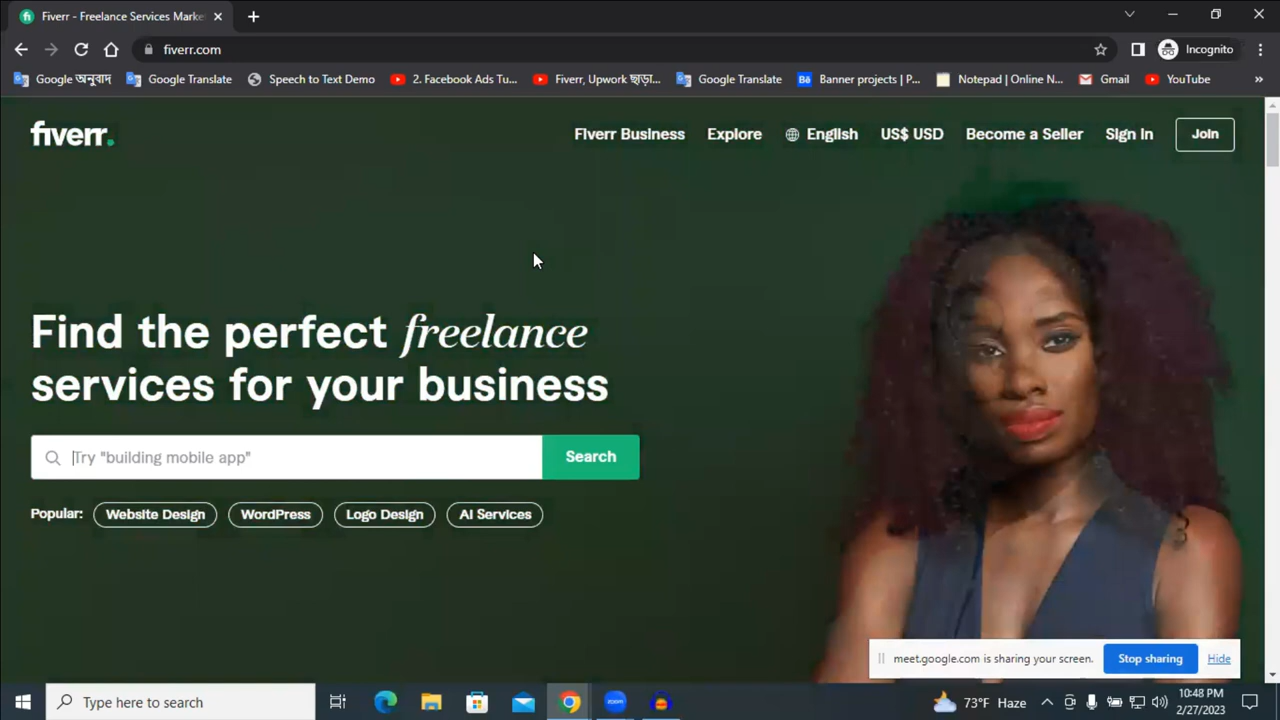 Fiverr - Freelance Services Marke
fiverr.com
Incognito
Google অনুবাদ
Google Translate
Speech to Text Demo
2. Facebook Ads Tu...
Fiverr, Upwork ছাড়া...
Google Translate
Banner projects | P...
Notepad | Online N...
Gmail
YouTube
fiverr.
Fiverr Business
Explore
English
US$ USD
Become a Seller
Sign in
Join
Find the perfect freelance
services for your business
Try "building mobile app"
Search
Popular:
Website Design
WordPress
Logo Design
AI Services
meet.google.com is sharing your screen.
Stop sharing
Hide
Type here to search
zoom
73°F Haze
10:48 PM
2/27/2023